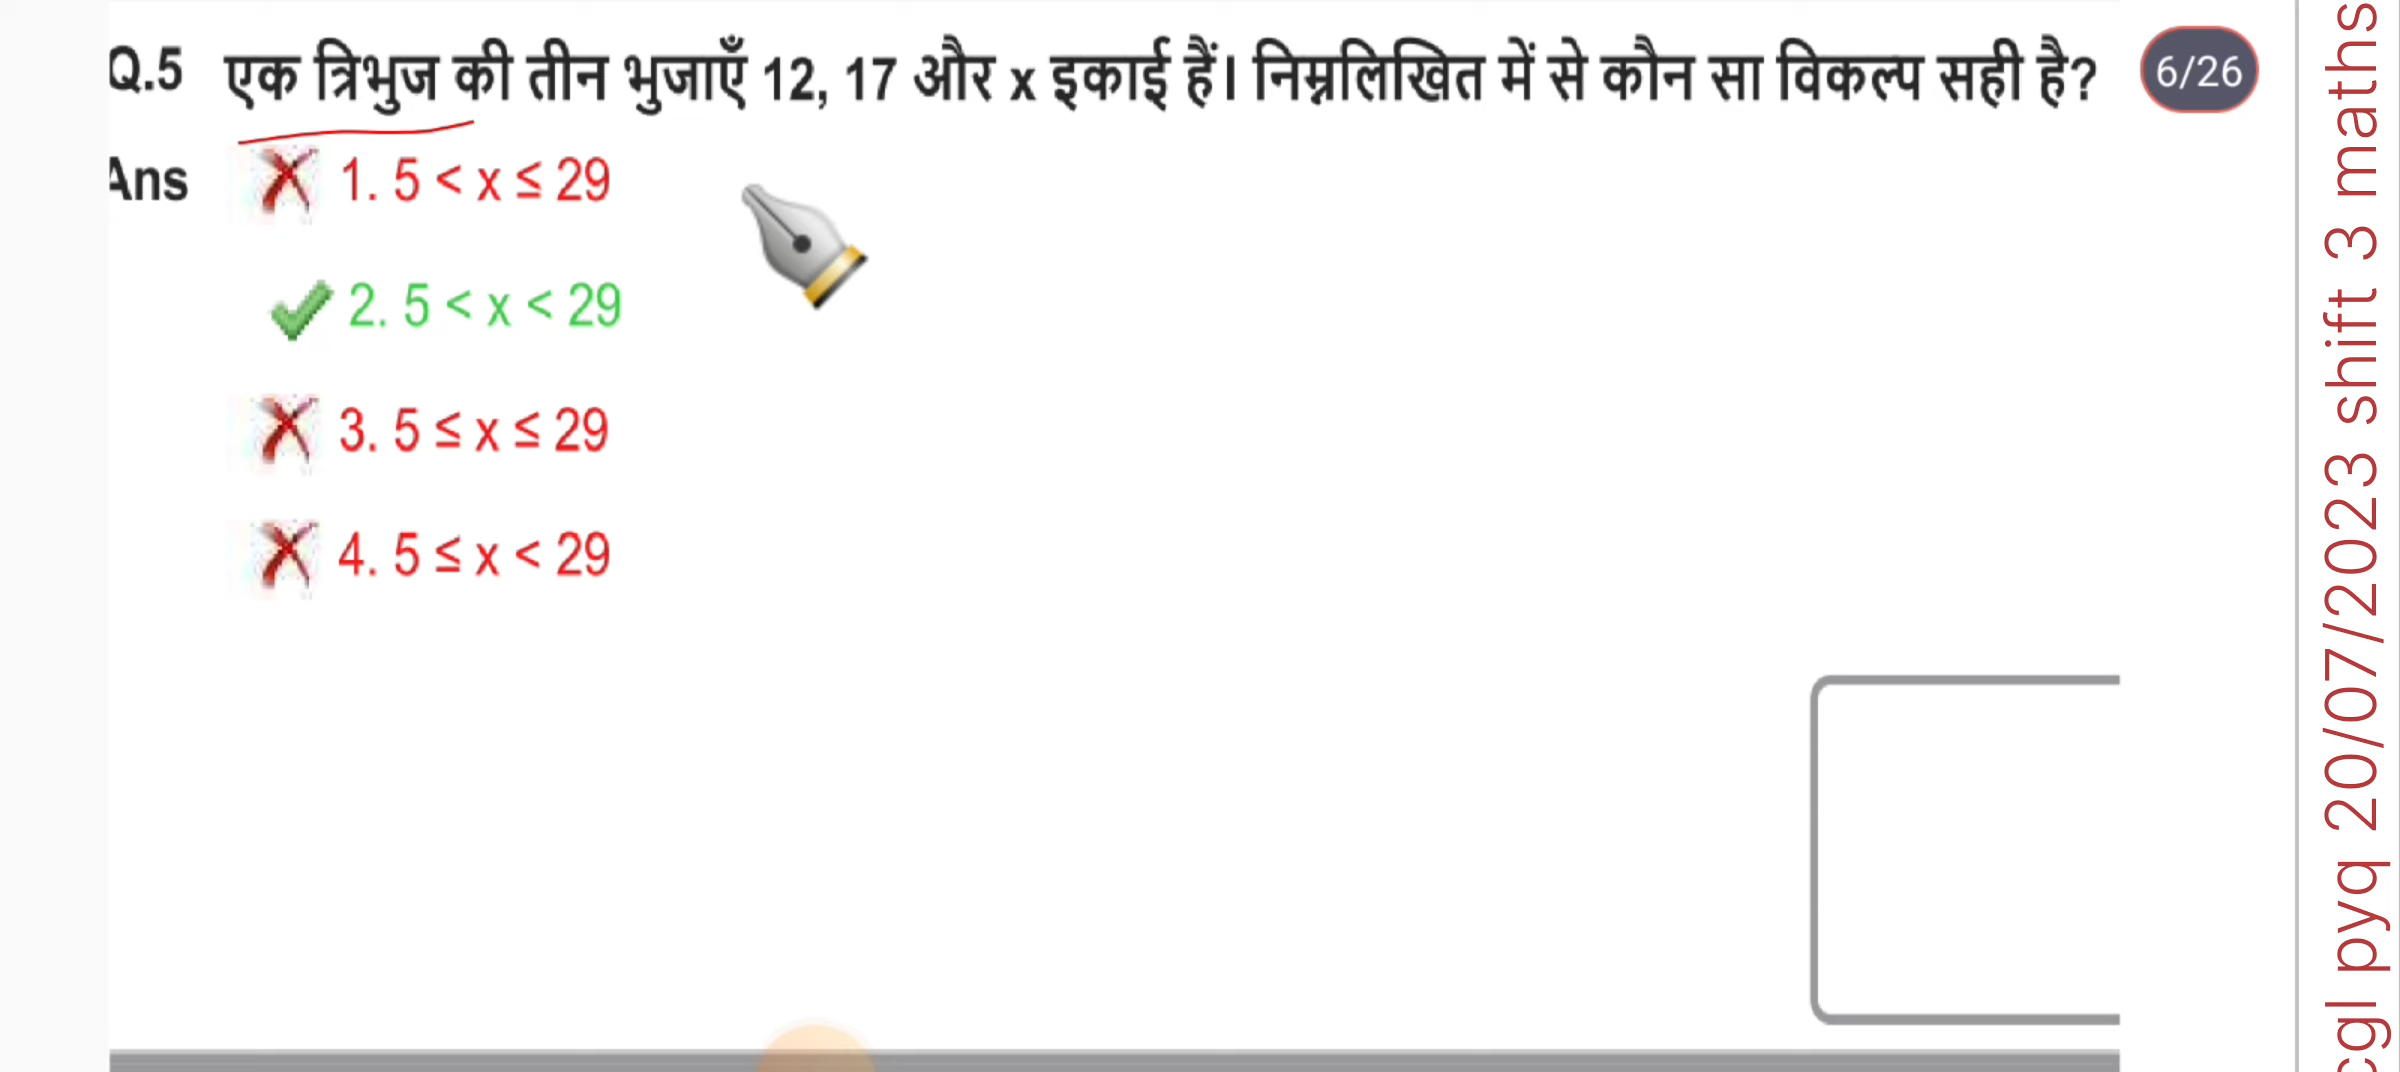 Q.5 एक त्रिभुज की तीन भुजाएँ 12, 17 और x इकाई हैं। निम्नलिखित में से कौन सा विकल्प सही है?
6/26
Ans 1. 5 < x ≤ 29
2. 5 < x < 29
3. 5 ≤ x ≤ 29
4. 5 ≤ x < 29
cgl pyq 20/07/2023 shift 3 maths